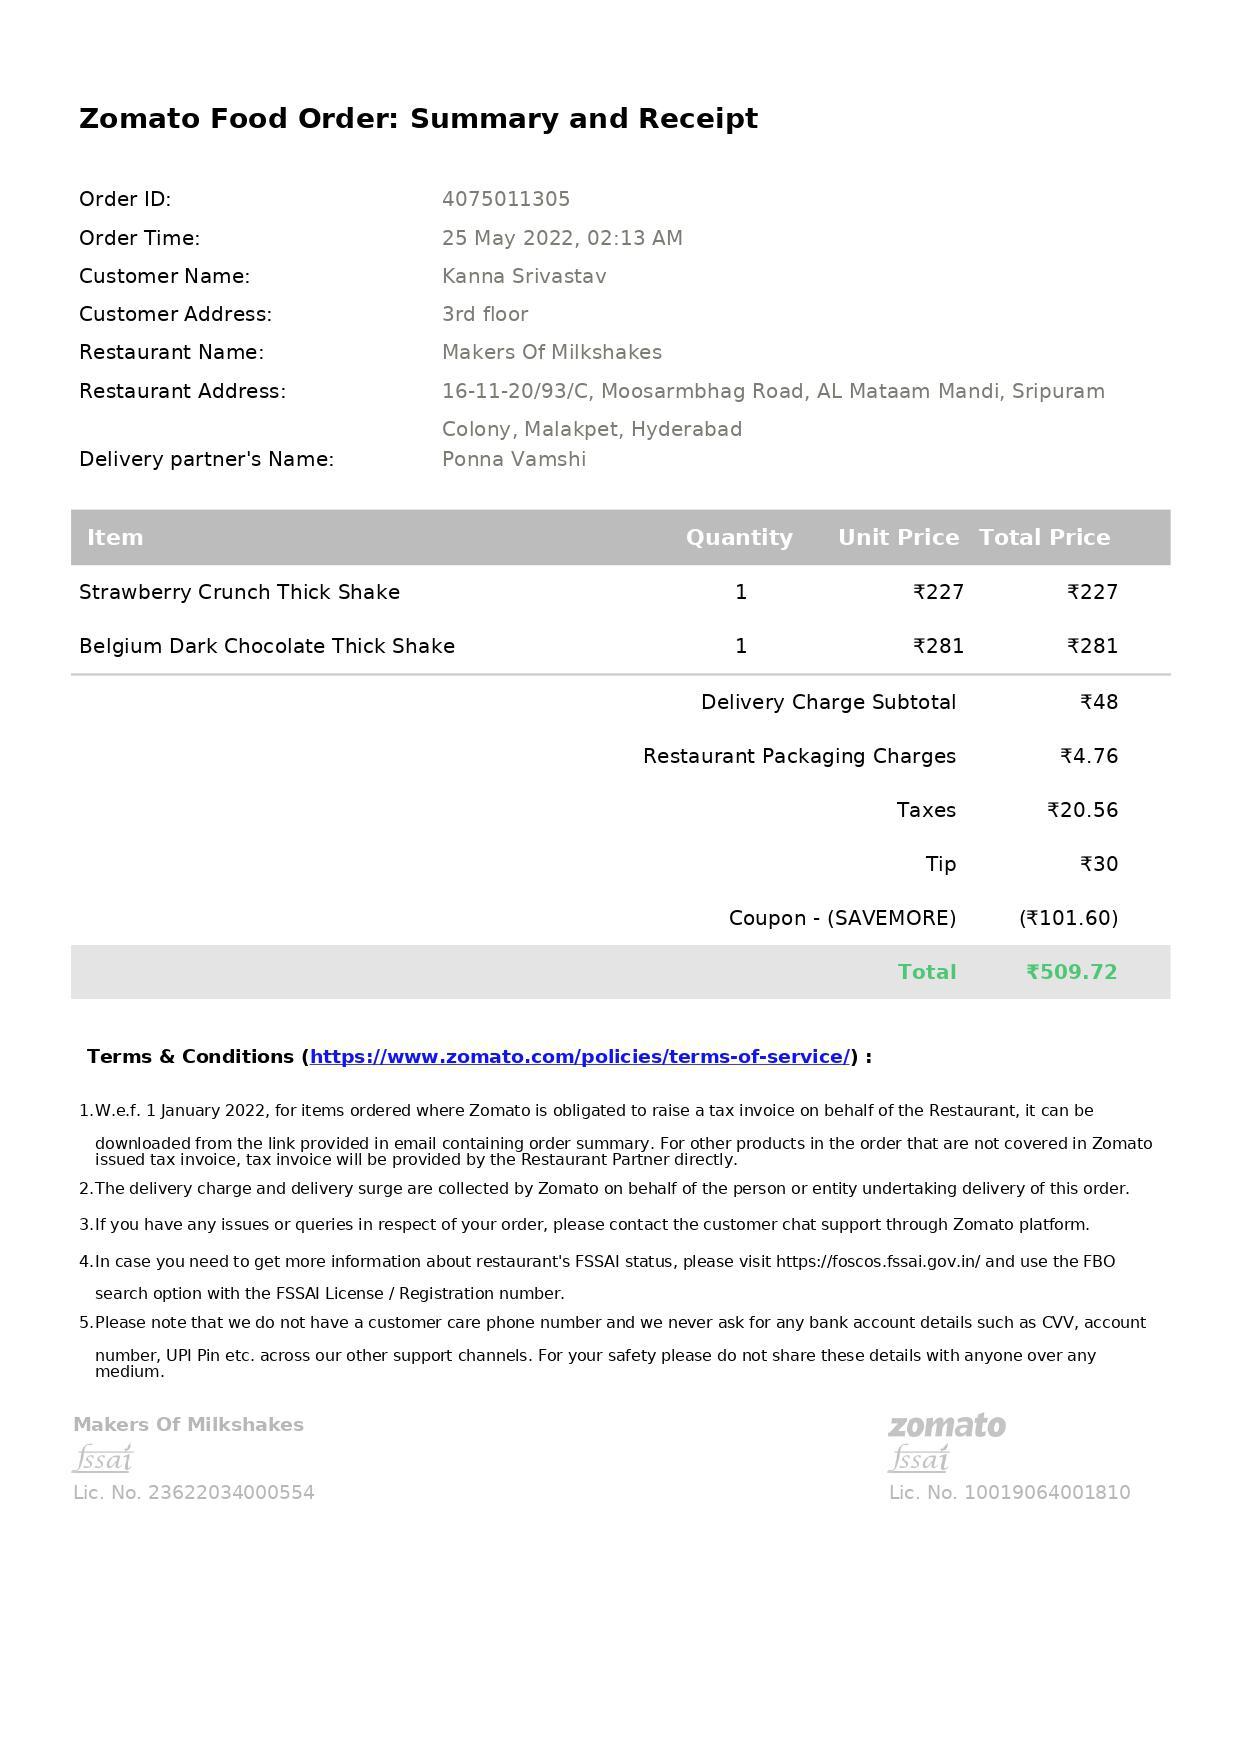 Zomato Food Order: Summary and Receipt
Order ID: 4075011305
Order Time: 25 May 2022, 02:13 AM
Customer Name: Kanna Srivastav
Customer Address: 3rd floor
Restaurant Name: Makers Of Milkshakes
Restaurant Address: 16-11-20/93/C, Moosarmbhag Road, AL Mataam Mandi, Sripuram
Colony, Malakpet, Hyderabad
Delivery partner's Name: Ponna Vamshi
Item Quantity Unit Price Total Price
Strawberry Crunch Thick Shake 1 ₹227 ₹227
Belgium Dark Chocolate Thick Shake 1 ₹281 ₹281
Delivery Charge Subtotal ₹48
Restaurant Packaging Charges ₹4.76
Taxes ₹20.56
Tip ₹30
Coupon - (SAVEMORE) (₹101.60)
Total ₹509.72
Terms & Conditions (https://www.zomato.com/policies/terms-of-service/) :
1.W.e.f. 1 January 2022, for items ordered where Zomato is obligated to raise a tax invoice on behalf of the Restaurant, it can be
downloaded from the link provided in email containing order summary. For other products in the order that are not covered in Zomato
issued tax invoice, tax invoice will be provided by the Restaurant Partner directly.
2.The delivery charge and delivery surge are collected by Zomato on behalf of the person or entity undertaking delivery of this order.
3.If you have any issues or queries in respect of your order, please contact the customer chat support through Zomato platform.
4.In case you need to get more information about restaurant's FSSAI status, please visit https://foscos.fssai.gov.in/ and use the FBO
search option with the FSSAI License / Registration number.
5.Please note that we do not have a customer care phone number and we never ask for any bank account details such as CVV, account
number, UPI Pin etc. across our other support channels. For your safety please do not share these details with anyone over any
medium.
Makers Of Milkshakes zomato
fssai fssai
Lic. No. 23622034000554 Lic. No. 10019064001810